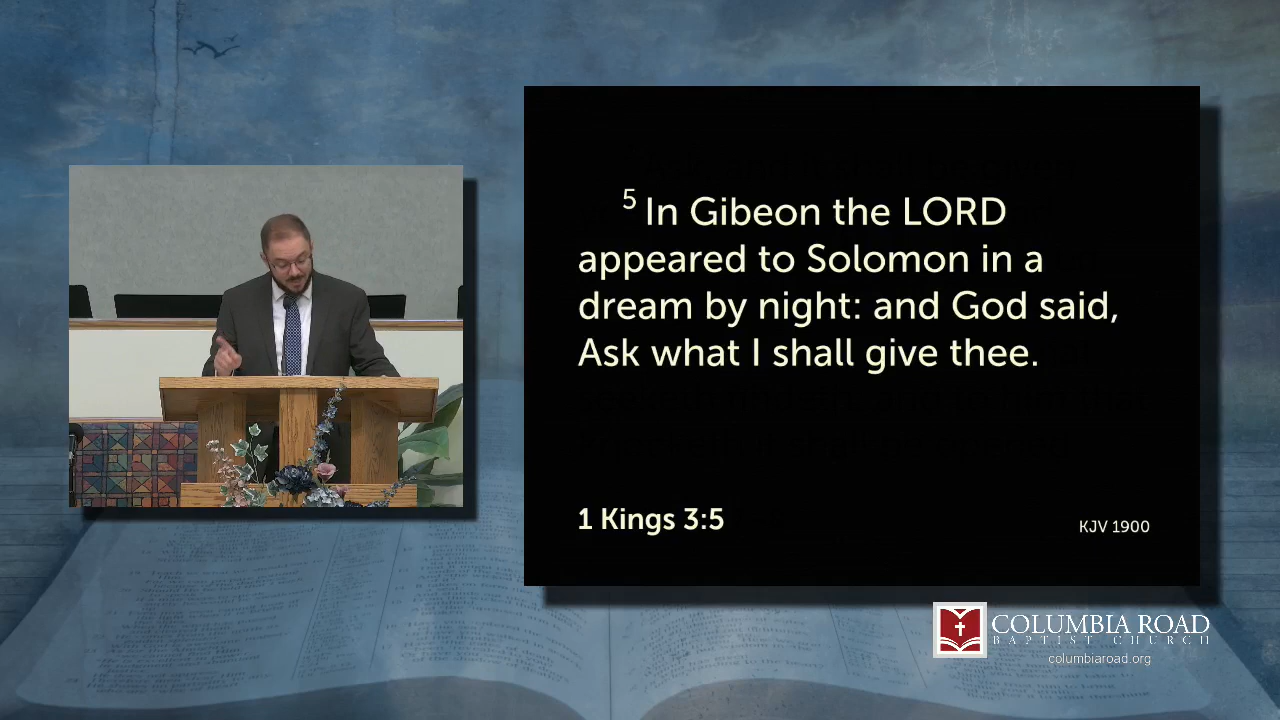 5 In Gibeon the LORD
appeared to Solomon in a
dream by night: and God said,
Ask what I shall give thee.
1 Kings 3:5
KJV 1900
COLUMBIA ROAD
BAPTIST CHURCH
columbiaroad.org